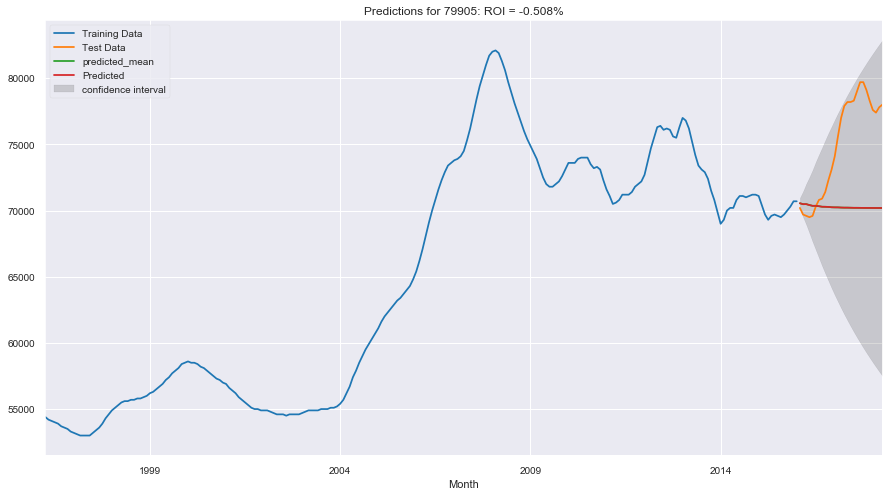 Predictions for 79905: ROI = -0.508%
Training Data
Test Data
predicted_mean
Predicted
confidence interval
80000
75000
70000
65000
60000
55000
1999
2004
2009
2014
Month